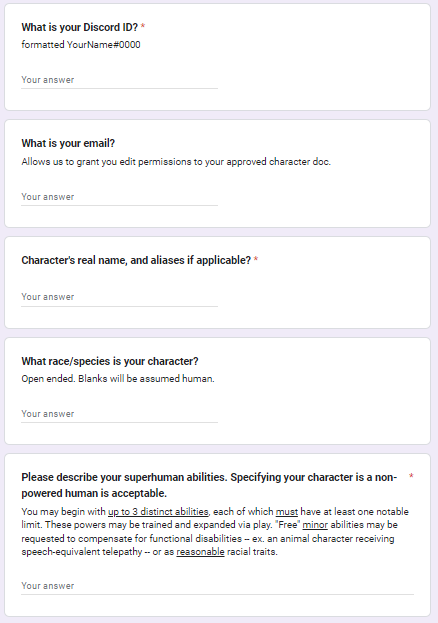 What is your Discord ID? *
formatted YourName#0000
Your answer
What is your email?
Allows us to grant you edit permissions to your approved character doc.
Your answer
Character's real name, and aliases if applicable? *
Your answer
What race/species is your character?
Open ended. Blanks will be assumed human.
Your answer
Please describe your superhuman abilities. Specifying your character is a non- *
powered human is acceptable.
You may begin with up to 3 distinct abilities, each of which must have at least one notable
limit. These powers may be trained and expanded via play. "Free" minor abilities may be
requested to compensate for functional disabilities -- ex. an animal character receiving
speech-equivalent telepathy -- or as reasonable racial traits.
Your answer